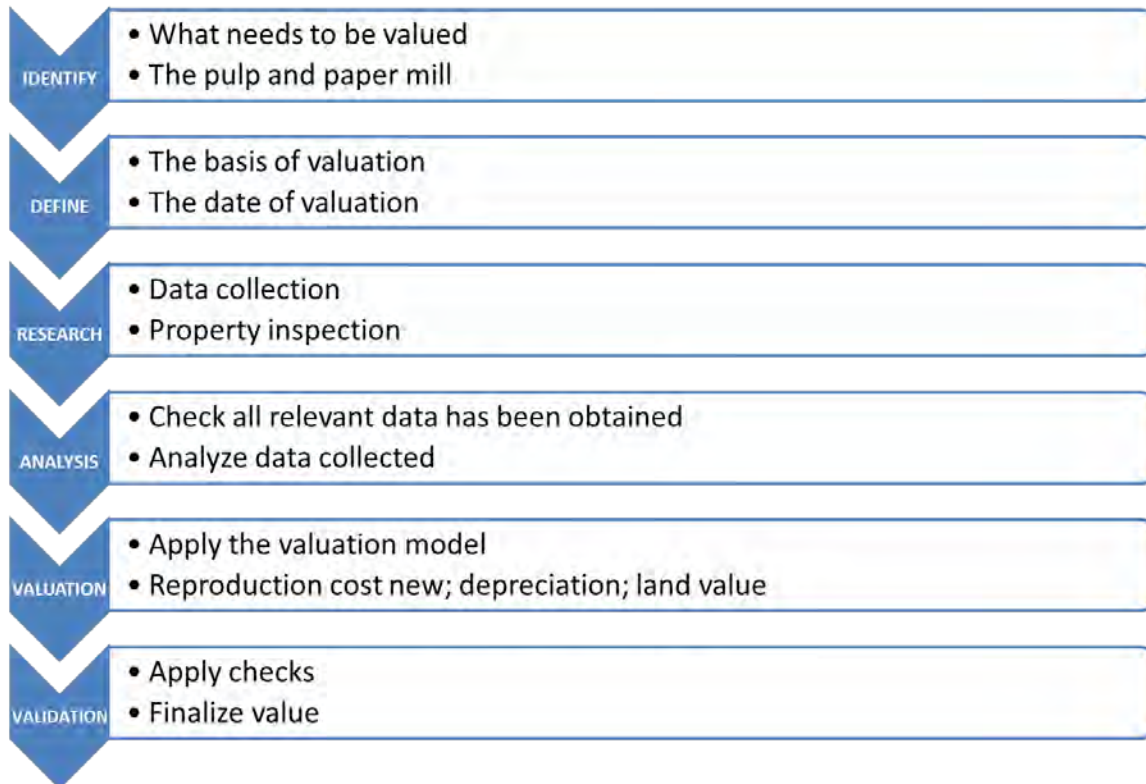 IDENTIFY
• What needs to be valued
• The pulp and paper mill
DEFINE
• The basis of valuation
• The date of valuation
RESEARCH
• Data collection
• Property inspection
ANALYSIS
• Check all relevant data has been obtained
• Analyze data collected
VALUATION
• Apply the valuation model
• Reproduction cost new; depreciation; land value
VALIDATION
• Apply checks
• Finalize value